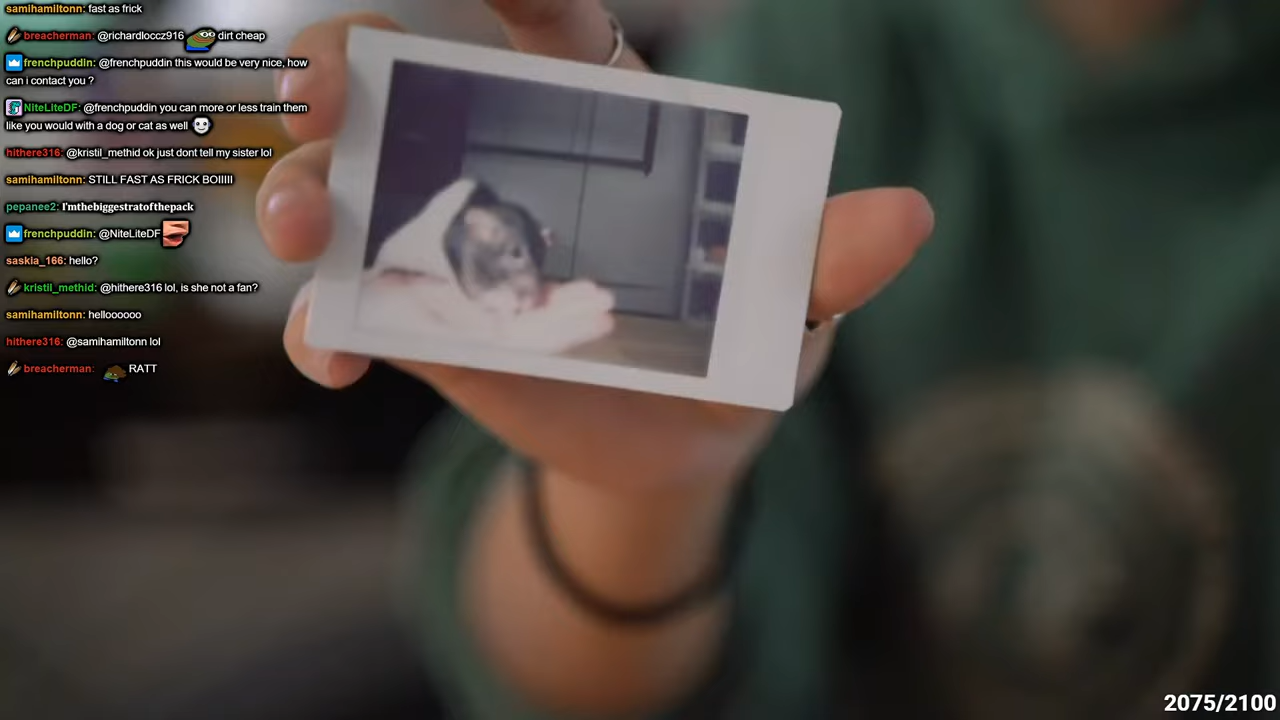 samihamiltonn: fast as frick
breacherman: @richardloccz916 dirt cheap
frenchpuddin: @frenchpuddin this would be very nice, how
can i contact you ?
NiteLiteDF: @frenchpuddin you can more or less train them
like you would with a dog or cat as well
hithere316: @kristil_methid ok just dont tell my sister lol
samihamiltonn: STILL FAST AS FRICK BOIIIII
pepanee2: I'mthebiggestratofthepack
frenchpuddin: @NiteLiteDF
saskia_166: hello?
kristil_methid: @hithere316 lol, is she not a fan?
samihamiltonn: helloooooo
hithere316: @samihamiltonn lol
breacherman: RATT
2075/2100